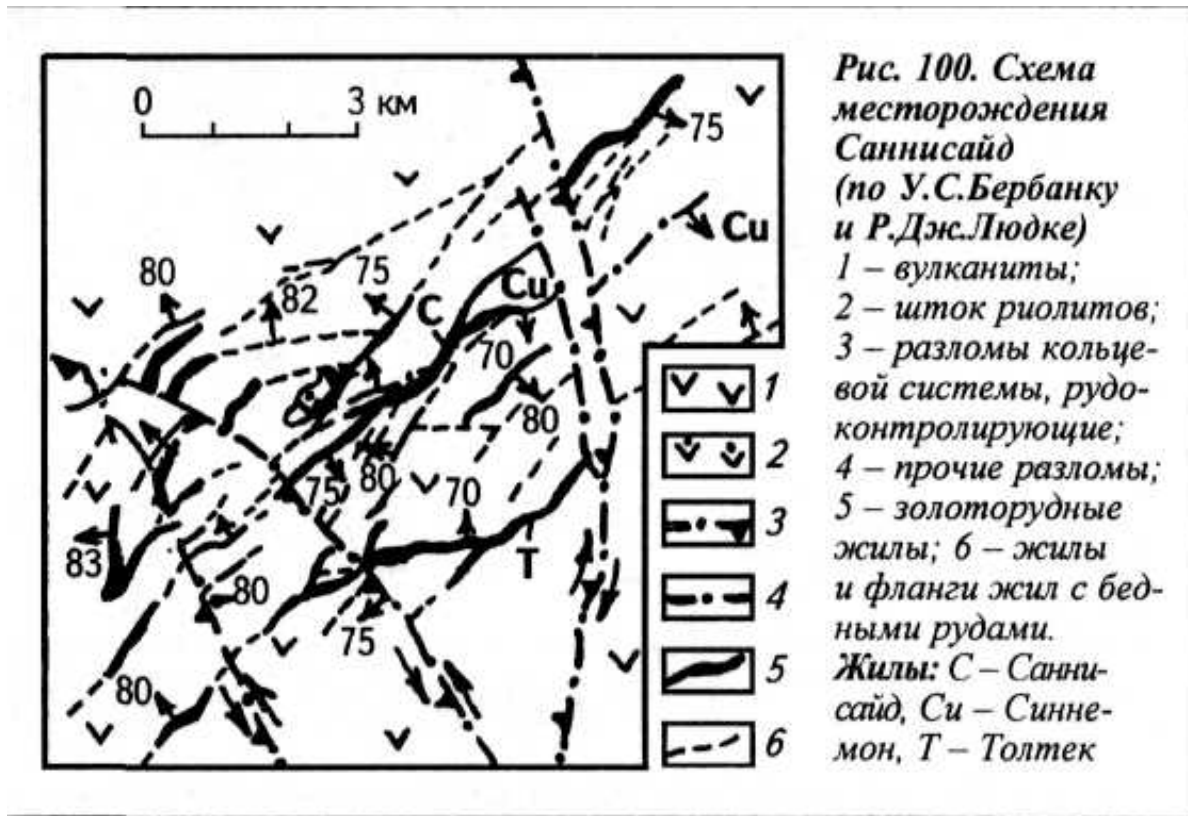 0 3 км
75
Си
80
82
75
С
Си
70
80
75
80
70
83
Т
80
75
80
1
2
3
4
5
6
Рис. 100. Схема
месторождения
Саннисайд
(по У.С.Бербанку
и Р.Дж.Людке)
1 – вулканиты;
2 – шток риолитов;
3 – разломы кольце-
вой системы, рудо-
контролирующие;
4 – прочие разломы;
5 – золоторудные
жилы; 6 – жилы
и фланги жил с бед-
ными рудами.
Жилы: С – Санни-
сайд, Си – Синне-
мон, Т – Толтек